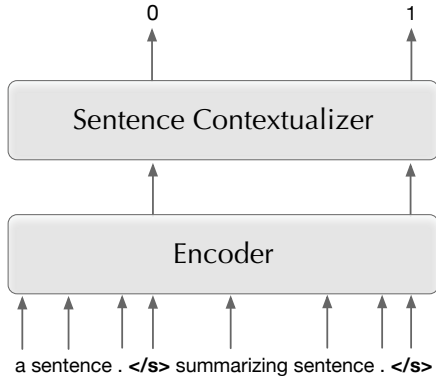 0 1
Sentence Contextualizer
Encoder
a sentence . </s> summarizing sentence . </s>